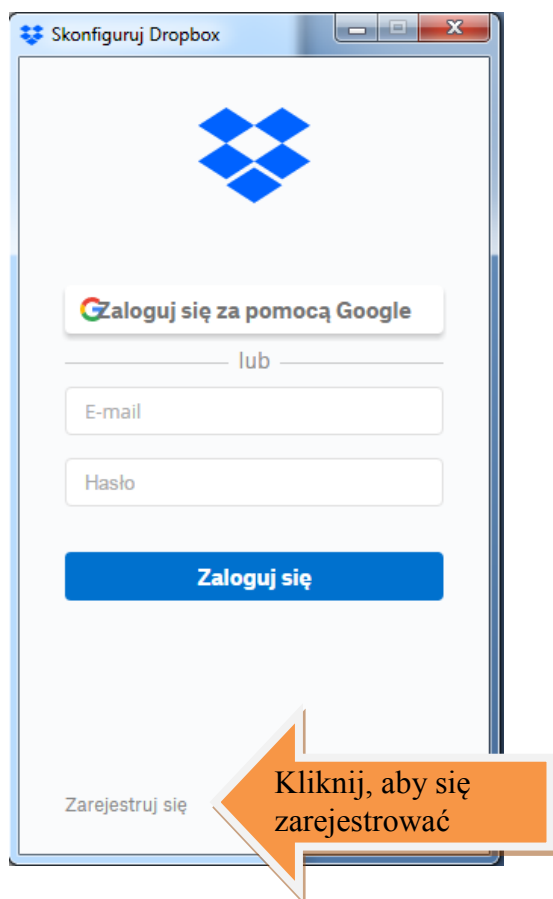 Skonfiguruj Dropbox
Zaloguj się za pomocą Google
lub
E-mail
Hasło
Zaloguj się
Zarejestruj się
Kliknij, aby się
zarejestrować